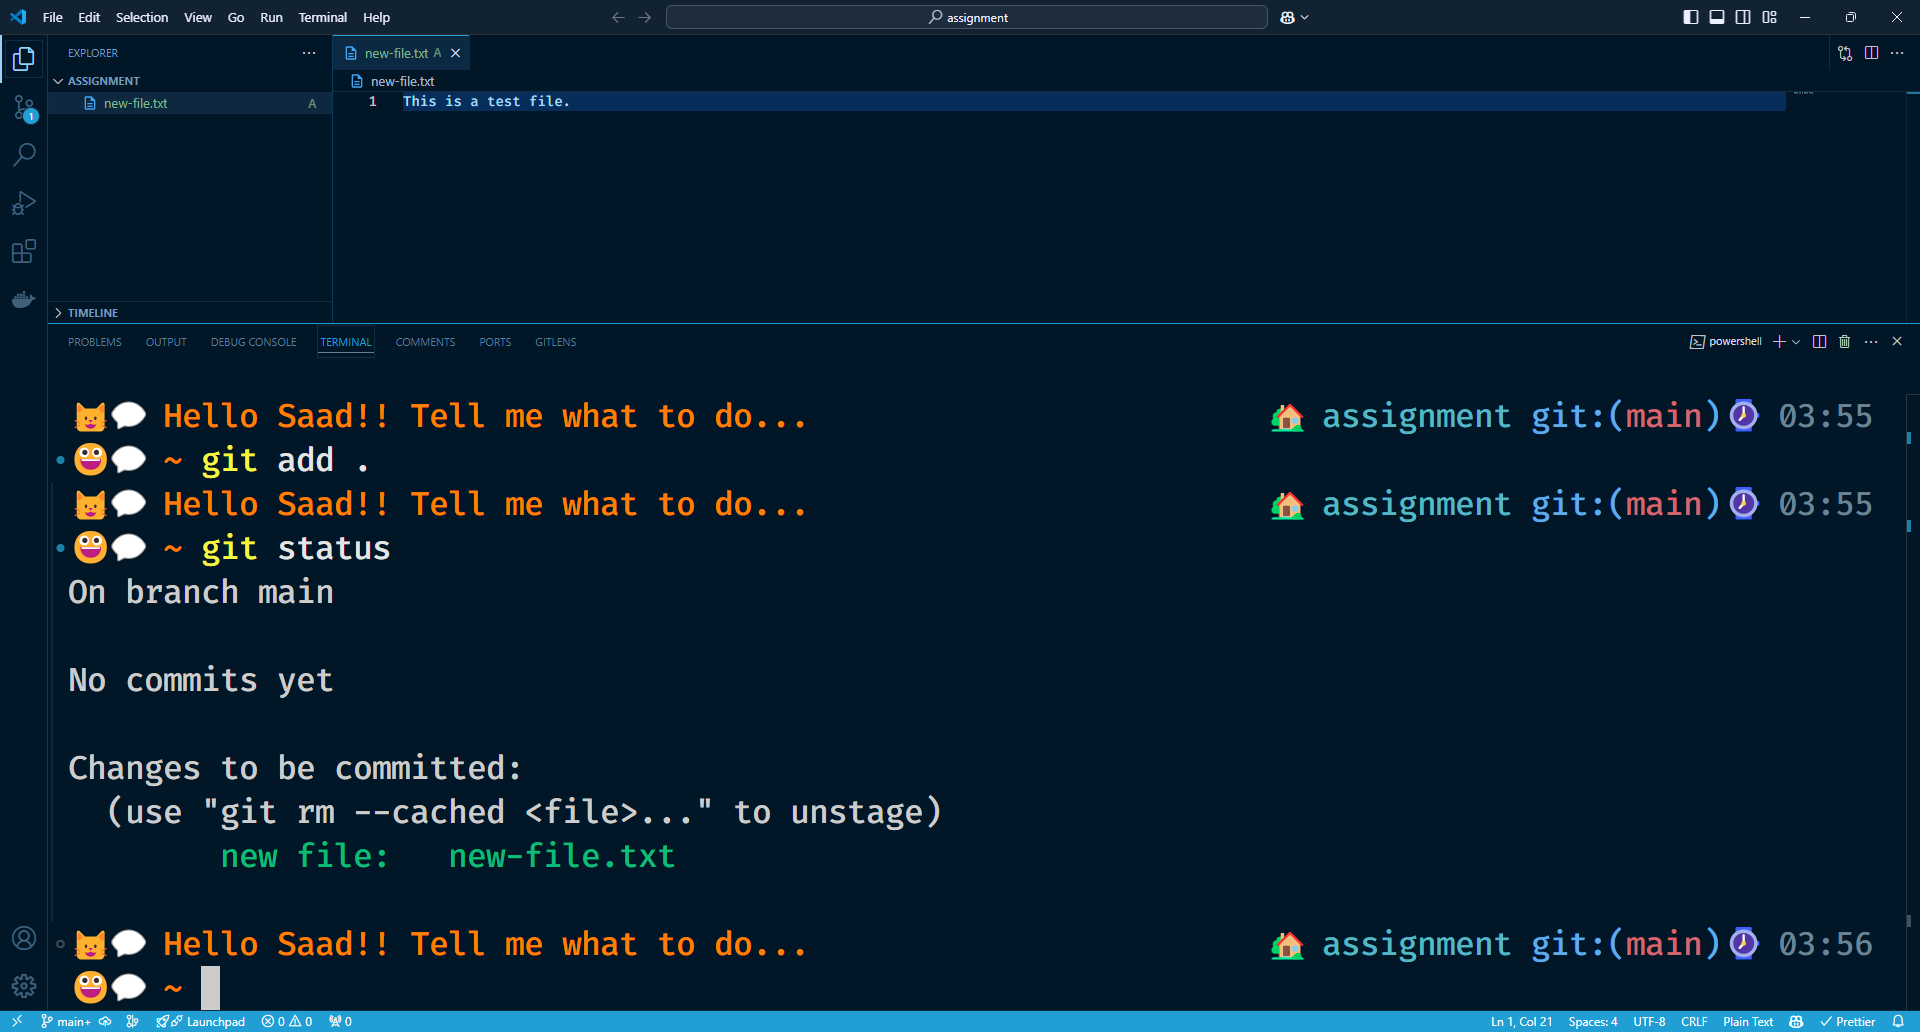 File Edit Selection View Go Run Terminal Help
assignment
EXPLORER
ASSIGNMENT
new-file.txt A
1
TIMELINE
new-file.txt A
new-file.txt
1 This is a test file.
PROBLEMS OUTPUT DEBUG CONSOLE TERMINAL COMMENTS PORTS GITLENS
powershell
Hello Saad!! Tell me what to do... assignment git:(main) 03:55
~ git add .
Hello Saad!! Tell me what to do... assignment git:(main) 03:55
~ git status
On branch main
No commits yet
Changes to be committed:
(use "git rm --cached <file>..." to unstage)
new file: new-file.txt
Hello Saad!! Tell me what to do... assignment git:(main) 03:56
~
main+ Launchpad 0 0 0 Ln 1, Col 21 Spaces: 4 UTF-8 CRLF Plain Text Prettier